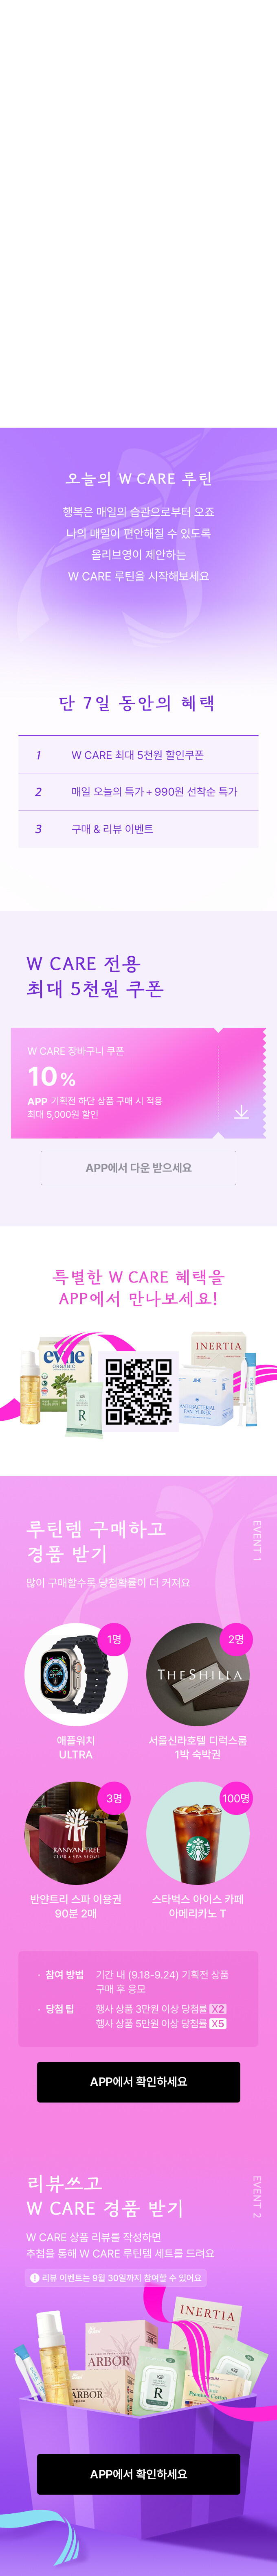 오늘의 W CARE 루틴
행복은 매일의 습관으로부터 오죠
나의 매일이 편안해질 수 있도록
올리브영이 제안하는
W CARE 루틴을 시작해보세요
단 7일 동안의 혜택
1 W CARE 최대 5천원 할인쿠폰
2 매일 오늘의 특가 + 990원 선착순 특가
3 구매 & 리뷰 이벤트
W CARE 전용
최대 5천원 쿠폰
W CARE 장바구니 쿠폰
10%
APP 기획전 하단 상품 구매 시 적용
최대 5,000원 할인
APP에서 다운 받으세요
특별한 W CARE 혜택을
APP에서 만나보세요!
evie
ORGANIC
INERTIA
R
ANTI-BACTERIAL
PANTYLINER
EVENT 1
루틴템 구매하고
경품 받기
많이 구매할수록 당첨확률이 더 커져요
1명
애플워치
ULTRA
2명
THE SHILLA
서울신라호텔 디럭스룸
1박 숙박권
3명
BANYAN TREE
CLUB & SPA SEOUL
반얀트리 스파 이용권
90분 2매
100명
스타벅스 아이스 카페
아메리카노 T
· 참여 방법 기간 내 (9.18-9.24) 기획전 상품
구매 후 응모
· 당첨 팁 행사 상품 3만원 이상 당첨률 X2
행사 상품 5만원 이상 당첨률 X5
APP에서 확인하세요
EVENT 2
리뷰쓰고
W CARE 경품 받기
W CARE 상품 리뷰를 작성하면
추첨을 통해 W CARE 루틴템 세트를 드려요
! 리뷰 이벤트는 9월 30일까지 참여할 수 있어요
INERTIA
ARBOR
ARBOR
R
APP에서 확인하세요